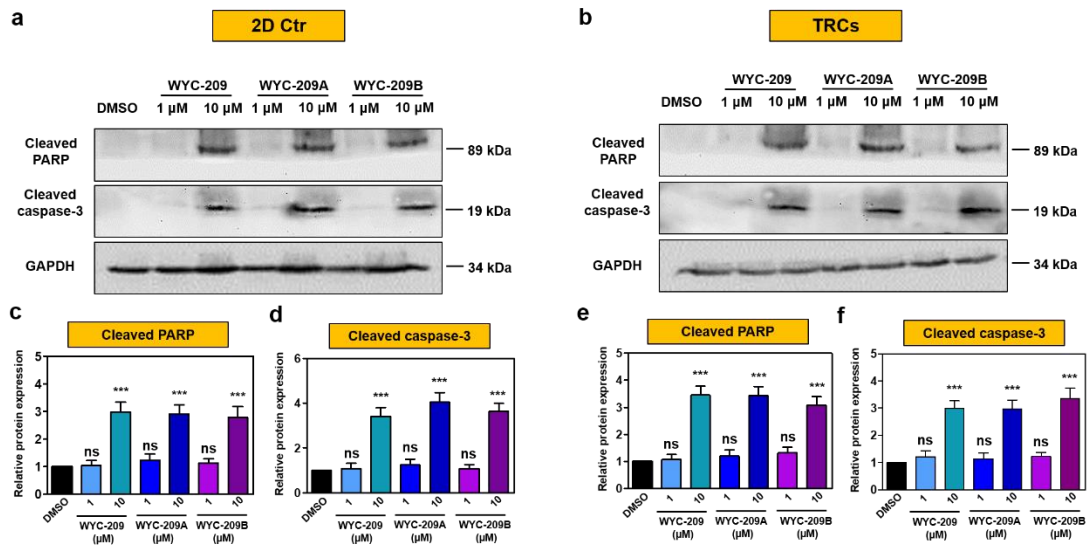 a
2D Ctr
WYC-209 WYC-209A WYC-209B
DMSO 1 µM 10 µM 1 µM 10 µM 1 µM 10 µM
Cleaved
PARP
89 kDa
Cleaved
caspase-3
19 kDa
GAPDH
34 kDa
b
TRCs
WYC-209 WYC-209A WYC-209B
DMSO 1 µM 10 µM 1 µM 10 µM 1 µM 10 µM
Cleaved
PARP
89 kDa
Cleaved
caspase-3
19 kDa
GAPDH
34 kDa
c
Cleaved PARP
Relative protein expression
5
4
3
2
1
0
ns *** ns *** ns ***
DMSO 1 10 1 10 1 10
WYC-209 WYC-209A WYC-209B
(µM) (µM) (µM)
d
Cleaved caspase-3
Relative protein expression
6
4
2
0
ns *** ns *** ns ***
DMSO 1 10 1 10 1 10
WYC-209 WYC-209A WYC-209B
(µM) (µM) (µM)
e
Cleaved PARP
Relative protein expression
5
4
3
2
1
0
ns *** ns *** ns ***
DMSO 1 10 1 10 1 10
WYC-209 WYC-209A WYC-209B
(µM) (µM) (µM)
f
Cleaved caspase-3
Relative protein expression
5
4
3
2
1
0
ns *** ns *** ns ***
DMSO 1 10 1 10 1 10
WYC-209 WYC-209A WYC-209B
(µM) (µM) (µM)